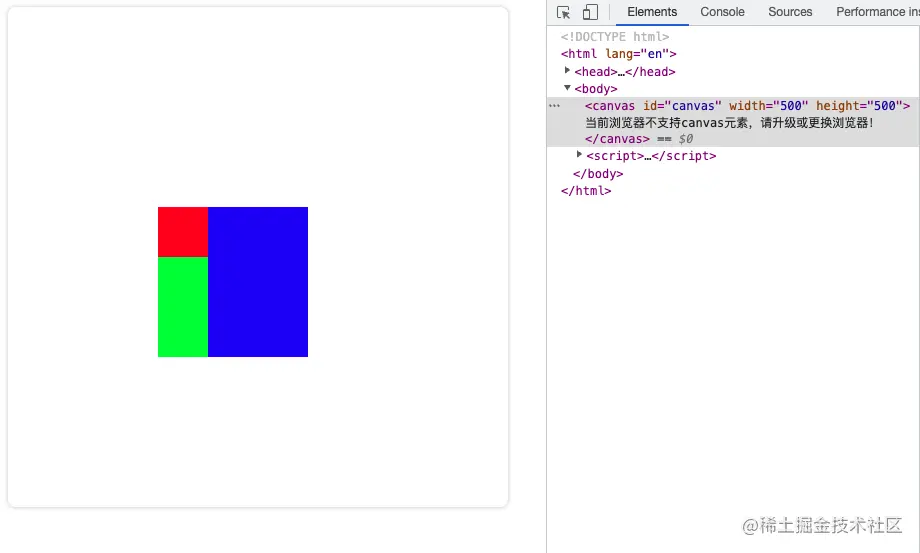 Elements Console Sources Performance ins
<!DOCTYPE html>
<html lang="en">
<head>…</head>
<body>
<canvas id="canvas" width="500" height="500">
当前浏览器不支持canvas元素，请升级或更换浏览器！
</canvas> == $0
<script>…</script>
</body>
</html>
@稀土掘金技术社区